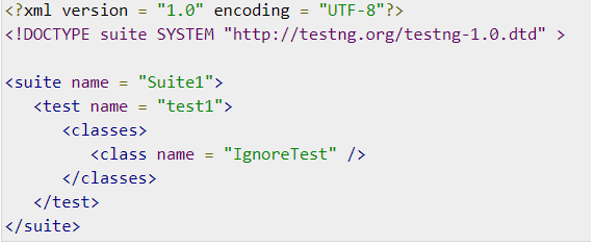 <?xml version = "1.0" encoding = "UTF-8"?>
<!DOCTYPE suite SYSTEM "http://testng.org/testng-1.0.dtd" >
<suite name = "Suite1">
<test name = "test1">
<classes>
<class name = "IgnoreTest" />
</classes>
</test>
</suite>